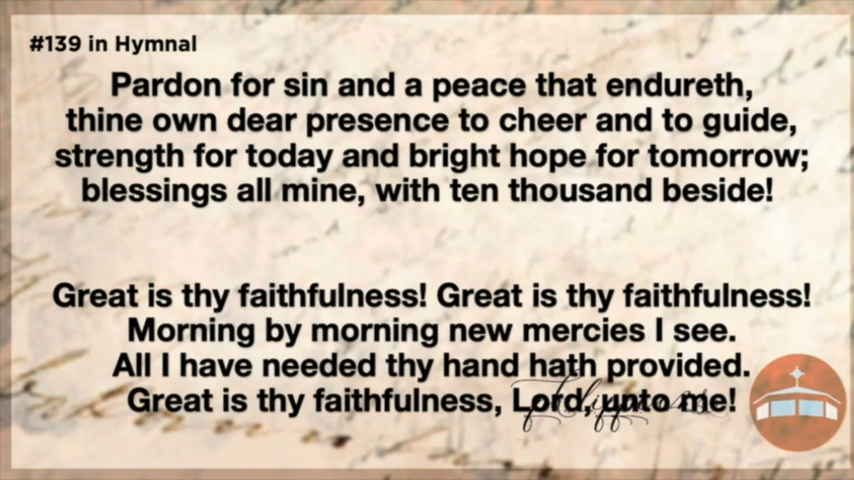 #139 in Hymnal
Pardon for sin and a peace that endureth,
thine own dear presence to cheer and to guide,
strength for today and bright hope for tomorrow;
blessings all mine, with ten thousand beside!
Great is thy faithfulness! Great is thy faithfulness!
Morning by morning new mercies I see.
All I have needed thy hand hath provided.
Great is thy faithfulness, Lord, unto me!